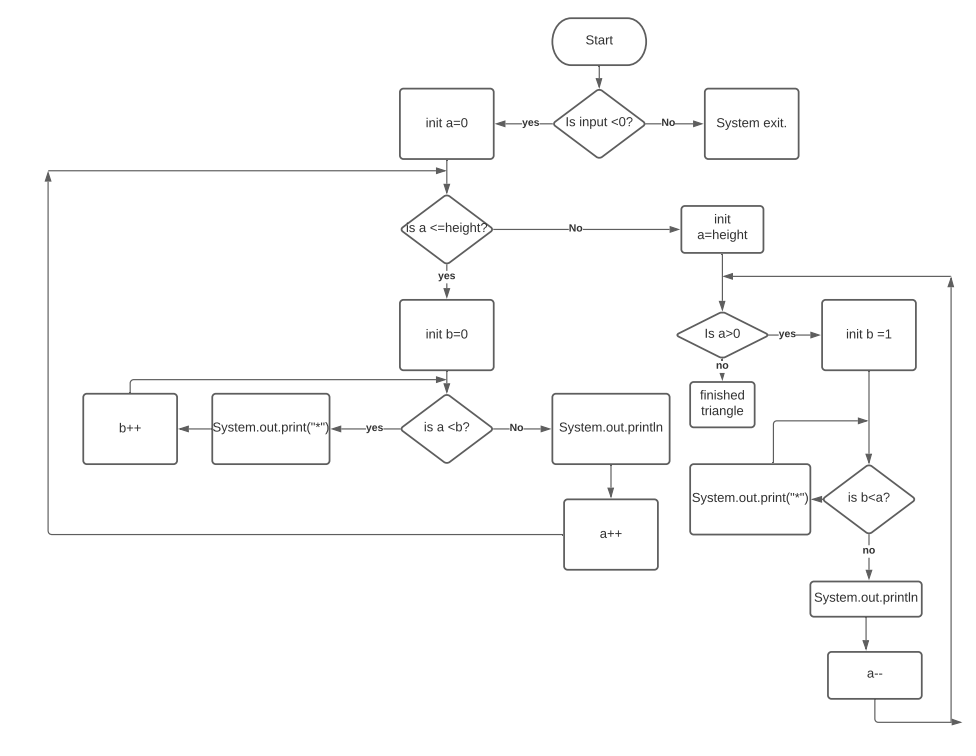 Start
init a=0
yes
Is input <0?
No
System exit.
Is a <=height?
No
init
a=height
yes
init b=0
Is a>0
yes
init b =1
no
finished
triangle
b++
System.out.print("*")
yes
is a <b?
No
System.out.println
System.out.print("*")
is b<a?
a++
no
System.out.println
a--